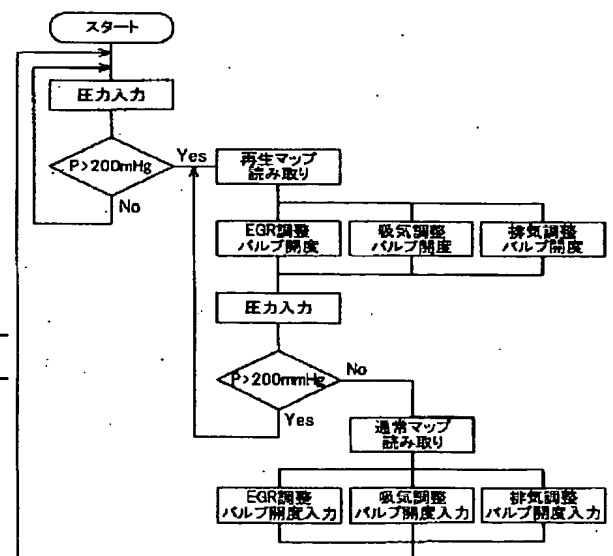 スタート
圧力入力
P>200mHg
Yes
No
再生マップ
読み取り
EGR調整
バルブ開度
吸気調整
バルブ開度
排気調整
バルブ開度
圧力入力
P>200mmHg
No
Yes
通常マップ
読み取り
EGR調整
バルブ開度入力
吸気調整
バルブ開度入力
排気調整
バルブ開度入力